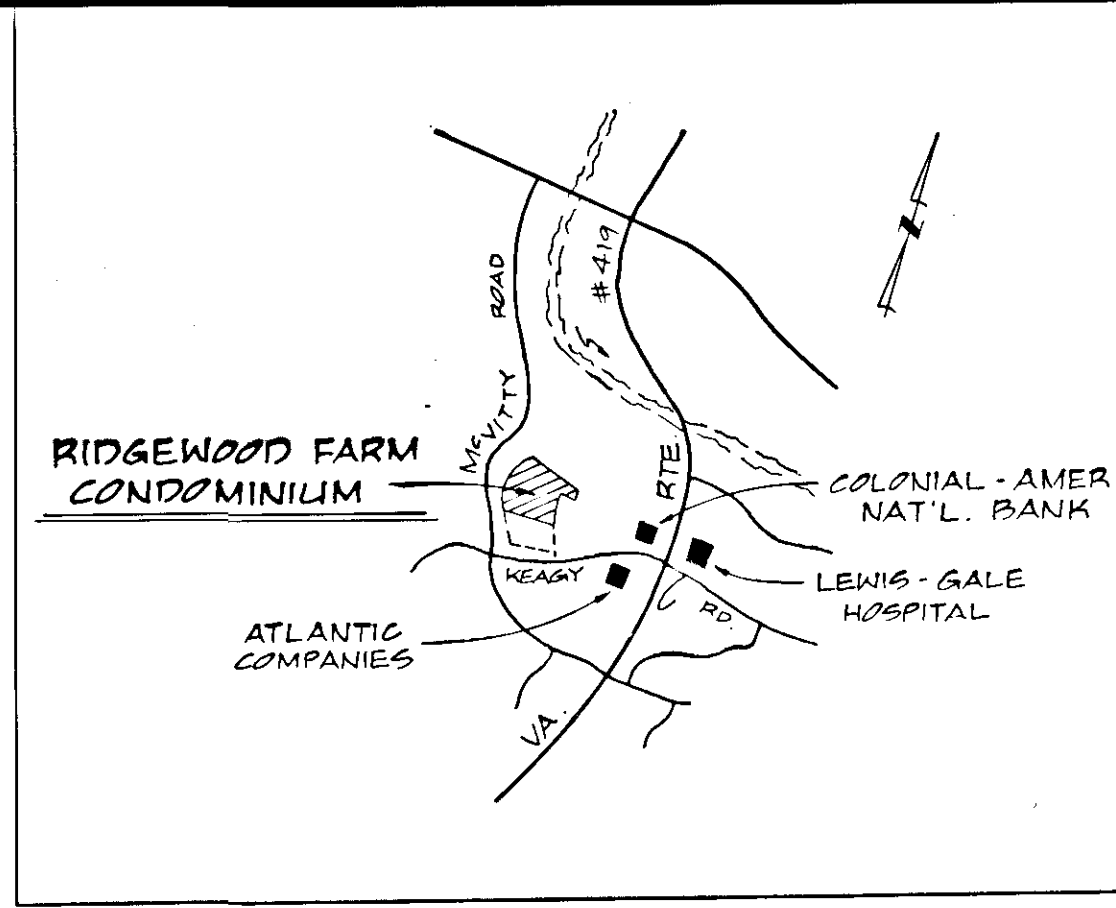 ROAD
McVITTY
#419
N
RIDGEWOOD FARM
CONDOMINIUM
RTE.
COLONIAL - AMER
NAT'L. BANK
KEAGY
RD.
LEWIS - GALE
HOSPITAL
ATLANTIC
COMPANIES
VA.